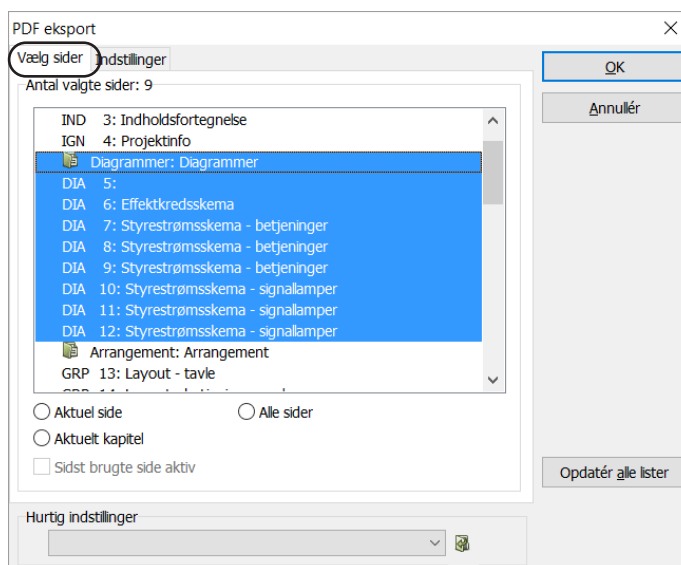 PDF eksport
Vælg sider
Indstillinger
Antal valgte sider: 9
OK
Annullér
IND 3: Indholdsfortegnelse
IGN 4: Projektinfo
Diagrammer: Diagrammer
DIA 5:
DIA 6: Effektkredsskema
DIA 7: Styrestrømsskema - betjeninger
DIA 8: Styrestrømsskema - betjeninger
DIA 9: Styrestrømsskema - betjeninger
DIA 10: Styrestrømsskema - signallamper
DIA 11: Styrestrømsskema - signallamper
DIA 12: Styrestrømsskema - signallamper
Arrangement: Arrangement
GRP 13: Layout - tavle
Aktuel side
Alle sider
Aktuelt kapitel
Sidst brugte side aktiv
Opdatér alle lister
Hurtig indstillinger